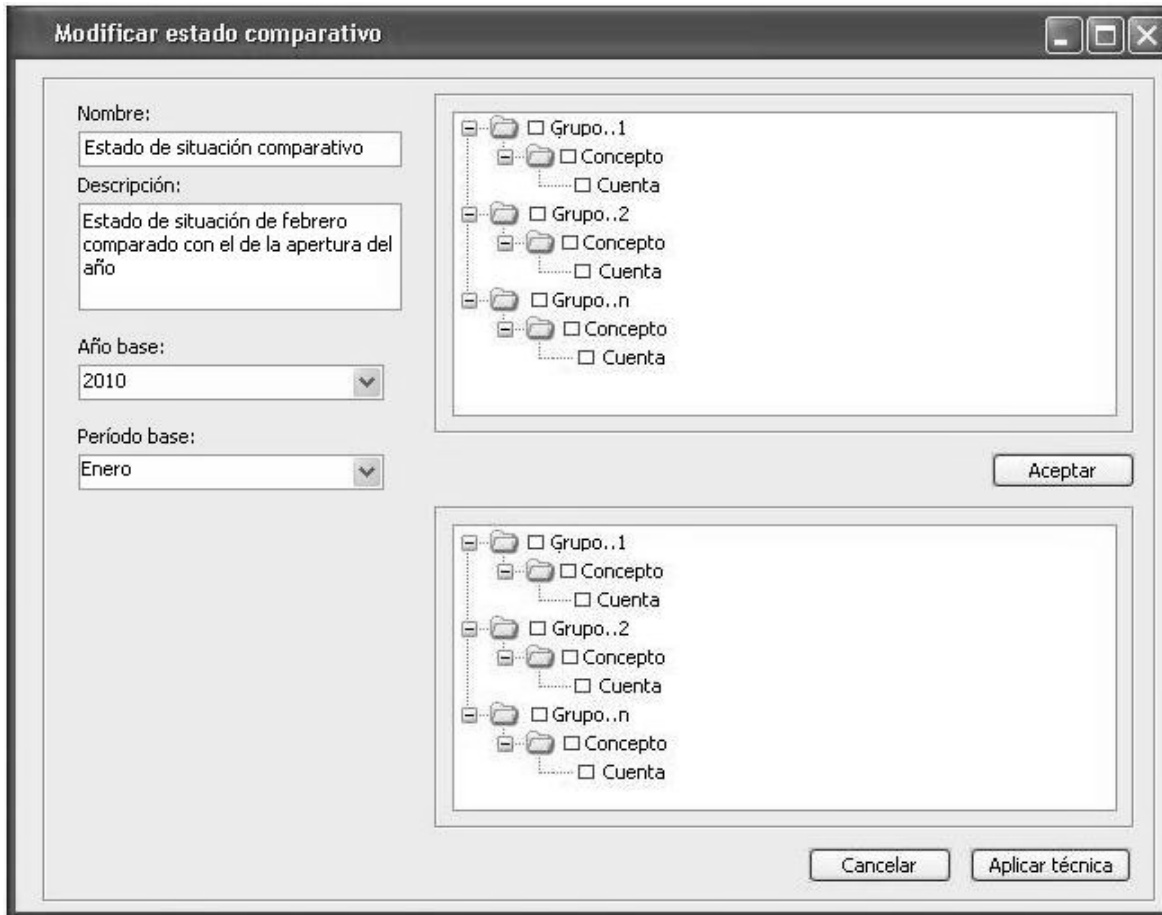 Modificar estado comparativo
Nombre:
Estado de situación comparativo
Descripción:
Estado de situación de febrero
comparado con el de la apertura del
año
Año base:
2010
Período base:
Enero
Grupo..1
Concepto
Cuenta
Grupo..2
Concepto
Cuenta
Grupo..n
Concepto
Cuenta
Aceptar
Grupo..1
Concepto
Cuenta
Grupo..2
Concepto
Cuenta
Grupo..n
Concepto
Cuenta
Cancelar
Aplicar técnica